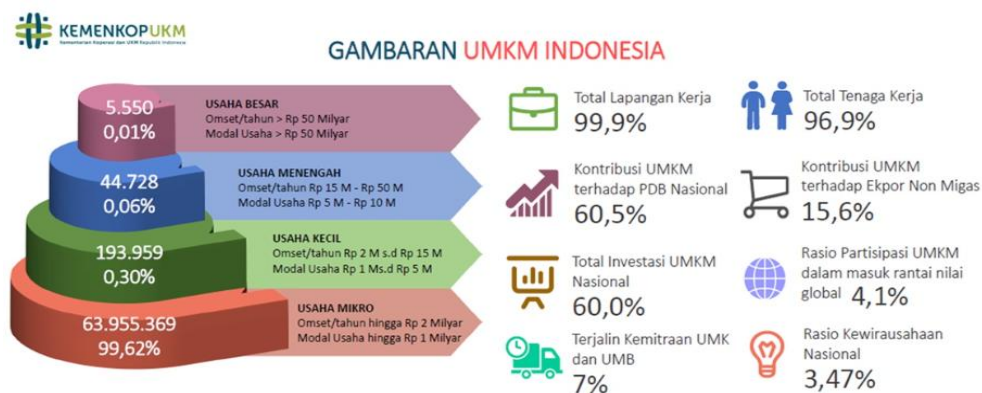 KEMENKOPUKM
Kementerian Koperasi dan UKM Republik Indonesia
GAMBARAN UMKM INDONESIA
5.550
0,01%
USAHA BESAR
Omset/tahun > Rp 50 Milyar
Modal Usaha > Rp 50 Milyar
44.728
0,06%
USAHA MENENGAH
Omset/tahun Rp 15 M - Rp 50 M
Modal Usaha Rp 5 M - Rp 10 M
193.959
0,30%
USAHA KECIL
Omset/tahun Rp 2 M s.d Rp 15 M
Modal Usaha Rp 1 Ms.d Rp 5 M
63.955.369
99,62%
USAHA MIKRO
Omset/tahun hingga Rp 2 Milyar
Modal Usaha hingga Rp 1 Milyar
Total Lapangan Kerja
99,9%
Total Tenaga Kerja
96,9%
Kontribusi UMKM
terhadap PDB Nasional
60,5%
Kontribusi UMKM
terhadap Ekpor Non Migas
15,6%
Total Investasi UMKM
Nasional
60,0%
Rasio Partisipasi UMKM
dalam masuk rantai nilai
global 4,1%
Terjalin Kemitraan UMK
dan UMB
7%
Rasio Kewirausahaan
Nasional
3,47%